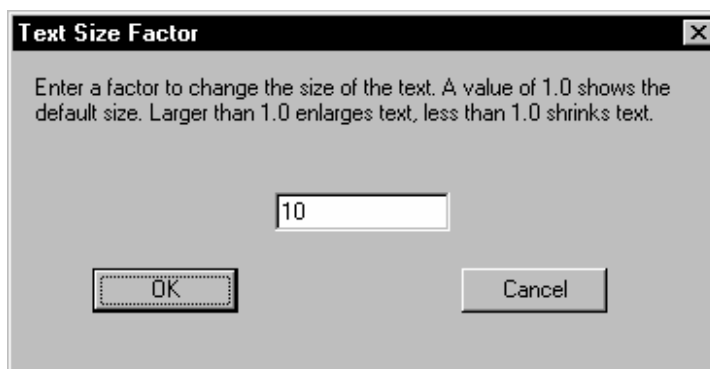 Text Size Factor
Enter a factor to change the size of the text. A value of 1.0 shows the
default size. Larger than 1.0 enlarges text, less than 1.0 shrinks text.
10
OK
Cancel